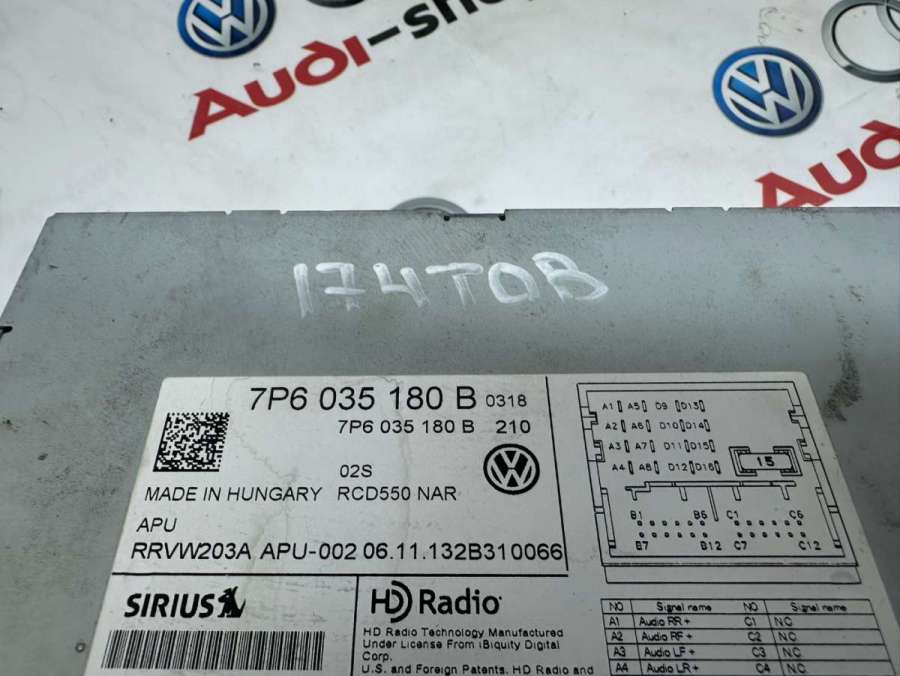 Audi-sho
Audi
174TOB
7P6 035 180 B 0318
7P6 035 180 B 210
02S
MADE IN HUNGARY RCD550 NAR
APU
RRVW203A APU-002 06.11.132B310066
SIRIUS
HD Radio
HD Radio Technology Manufactured
Under License From iBiquity Digital
Corp.
U.S. and Foreign Patents. HD Radio and
A1 A5 D9 D13
A2 A6 D10 D14
A3 A7 D11 D15
A4 A8 D12 D16
15
B1 B6 C1 C6
B7 B12 C7 C12
NO Signal name NO Signal name
A1 Audio RR + C1 NC
A2 Audio RF + C2 NC
A3 Audio LF + C3 NC
A4 Audio LR + C4 NC